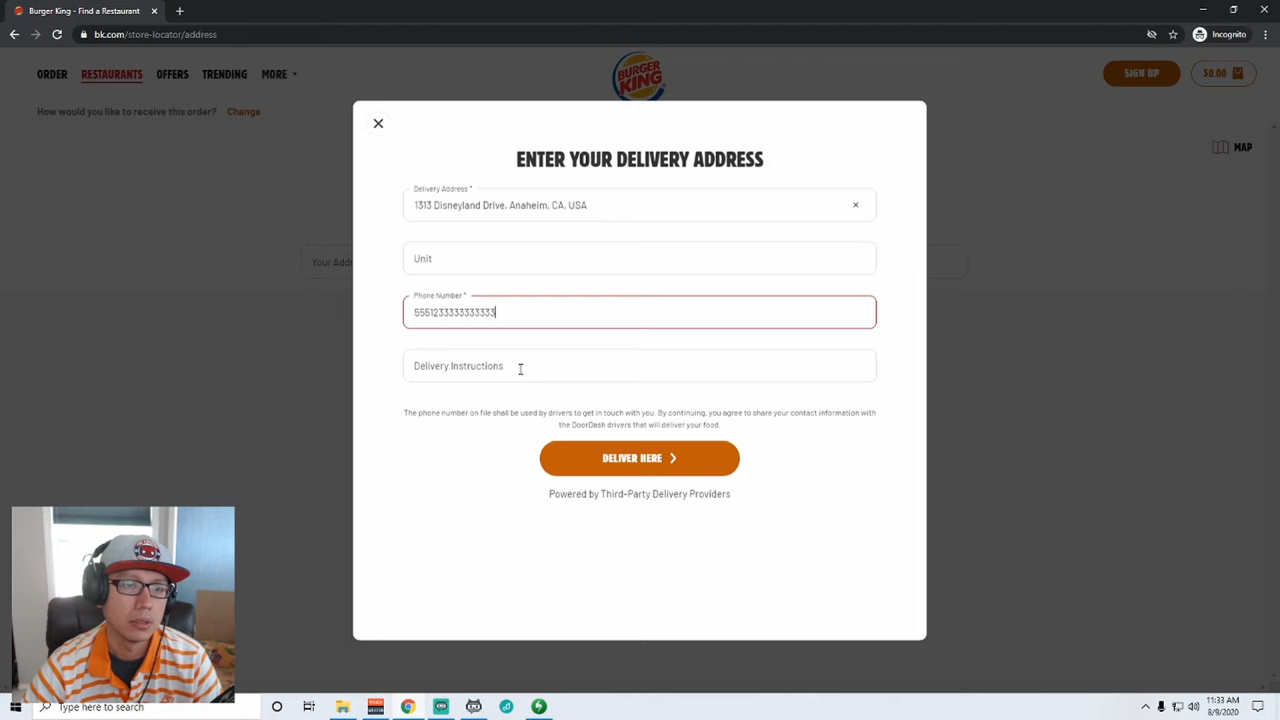 Burger King - Restaurant
bk.com/store-locator/address
Incognito
ORDER RESTAURANTS OFFERS TRENDING MORE
BURGER KING
SIGN UP
$0.00
How would you like to receive this order? Change
MAP
ENTER YOUR DELIVERY ADDRESS
Delivery Address *
1313 Disneyland Drive, Anaheim, CA, USA
Your Add
Unit
Phone Number *
5551233333333333
Delivery Instructions
The phone number on file shall be used by drivers to get in touch with you. By continuing, you agree to share your contact information with
the DoorDash drivers that will deliver your food.
DELIVER HERE
Powered by Third-Party Delivery Providers
Type here to search
11:33 AM
8/9/2020